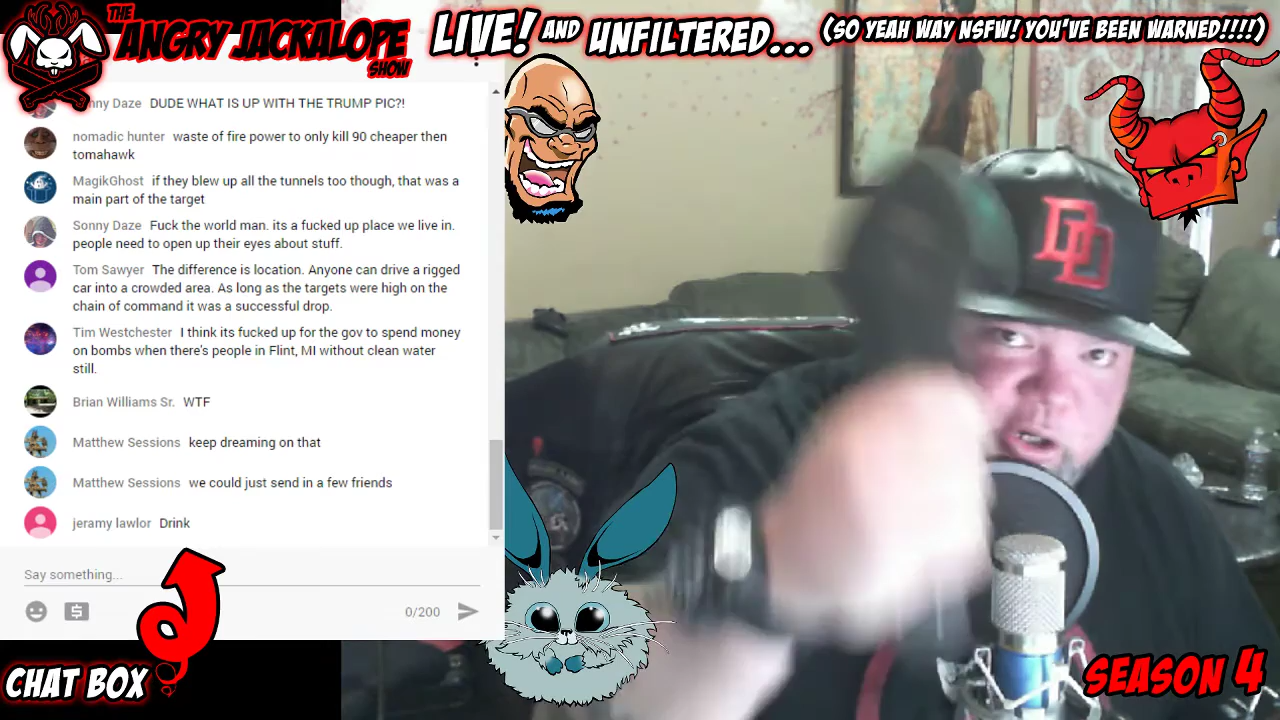 THE
ANGRY JACKALOPE
SHOW
LIVE! AND UNFILTERED... (SO YEAH WAY NSFW! YOU'VE BEEN WARNED!!!!)
nny Daze DUDE WHAT IS UP WITH THE TRUMP PIC?!
nomadic hunter waste of fire power to only kill 90 cheaper then
tomahawk
MagikGhost if they blew up all the tunnels too though, that was a
main part of the target
Sonny Daze Fuck the world man. its a fucked up place we live in.
people need to open up their eyes about stuff.
Tom Sawyer The difference is location. Anyone can drive a rigged
car into a crowded area. As long as the targets were high on the
chain of command it was a successful drop.
Tim Westchester I think its fucked up for the gov to spend money
on bombs when there's people in Flint, MI without clean water
still.
Brian Williams Sr. WTF
Matthew Sessions keep dreaming on that
Matthew Sessions we could just send in a few friends
jeramy lawlor Drink
Say something...
0/200
CHAT BOX
DD
SEASON 4